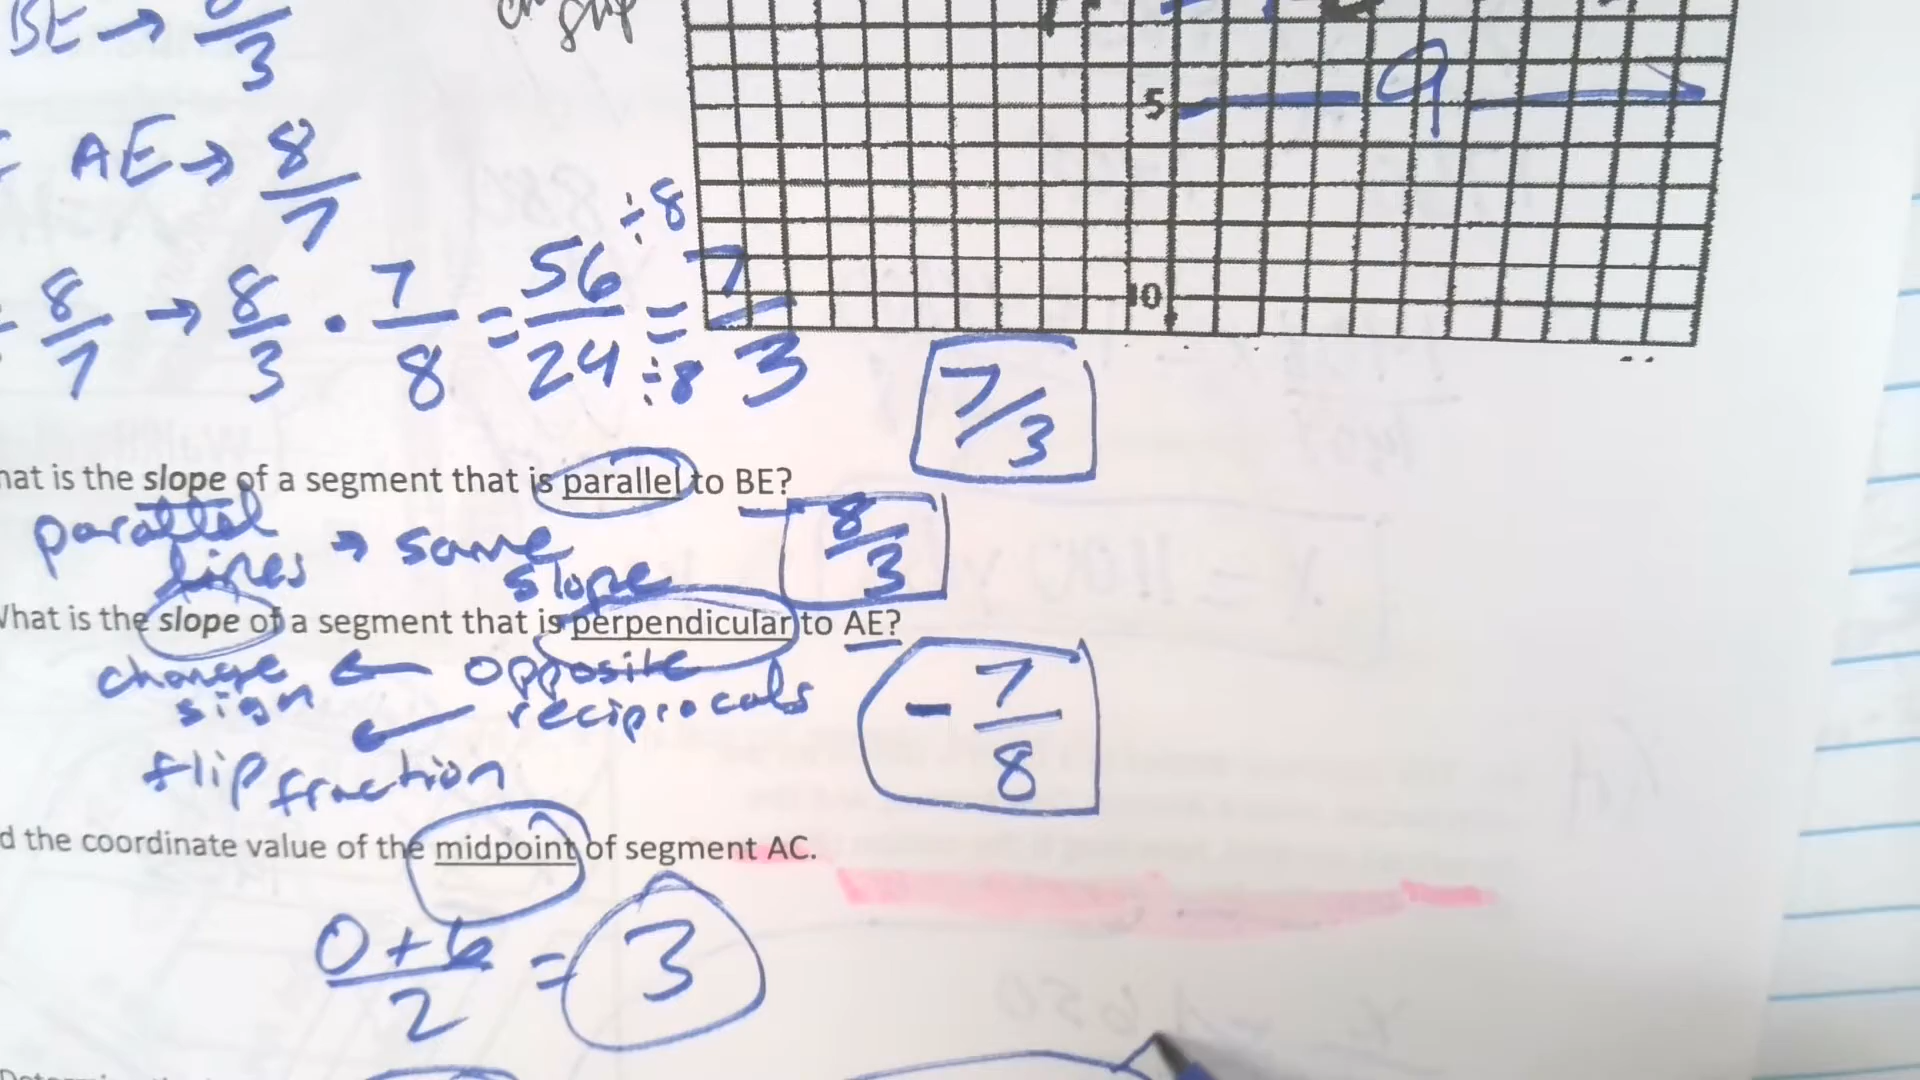 BE → 8/3
AE → 8/7
5
9
÷8
8/7 → 8/3 · 7/8 = 56/24 = 7/3
÷8
10
7/3
hat is the slope of a segment that is parallel to BE?
parallel lines → same slope
8/3
What is the slope of a segment that is perpendicular to AE?
change sign ← opposite
reciprocals
flip fraction
- 7/8
d the coordinate value of the midpoint of segment AC.
0+6/2 = 3